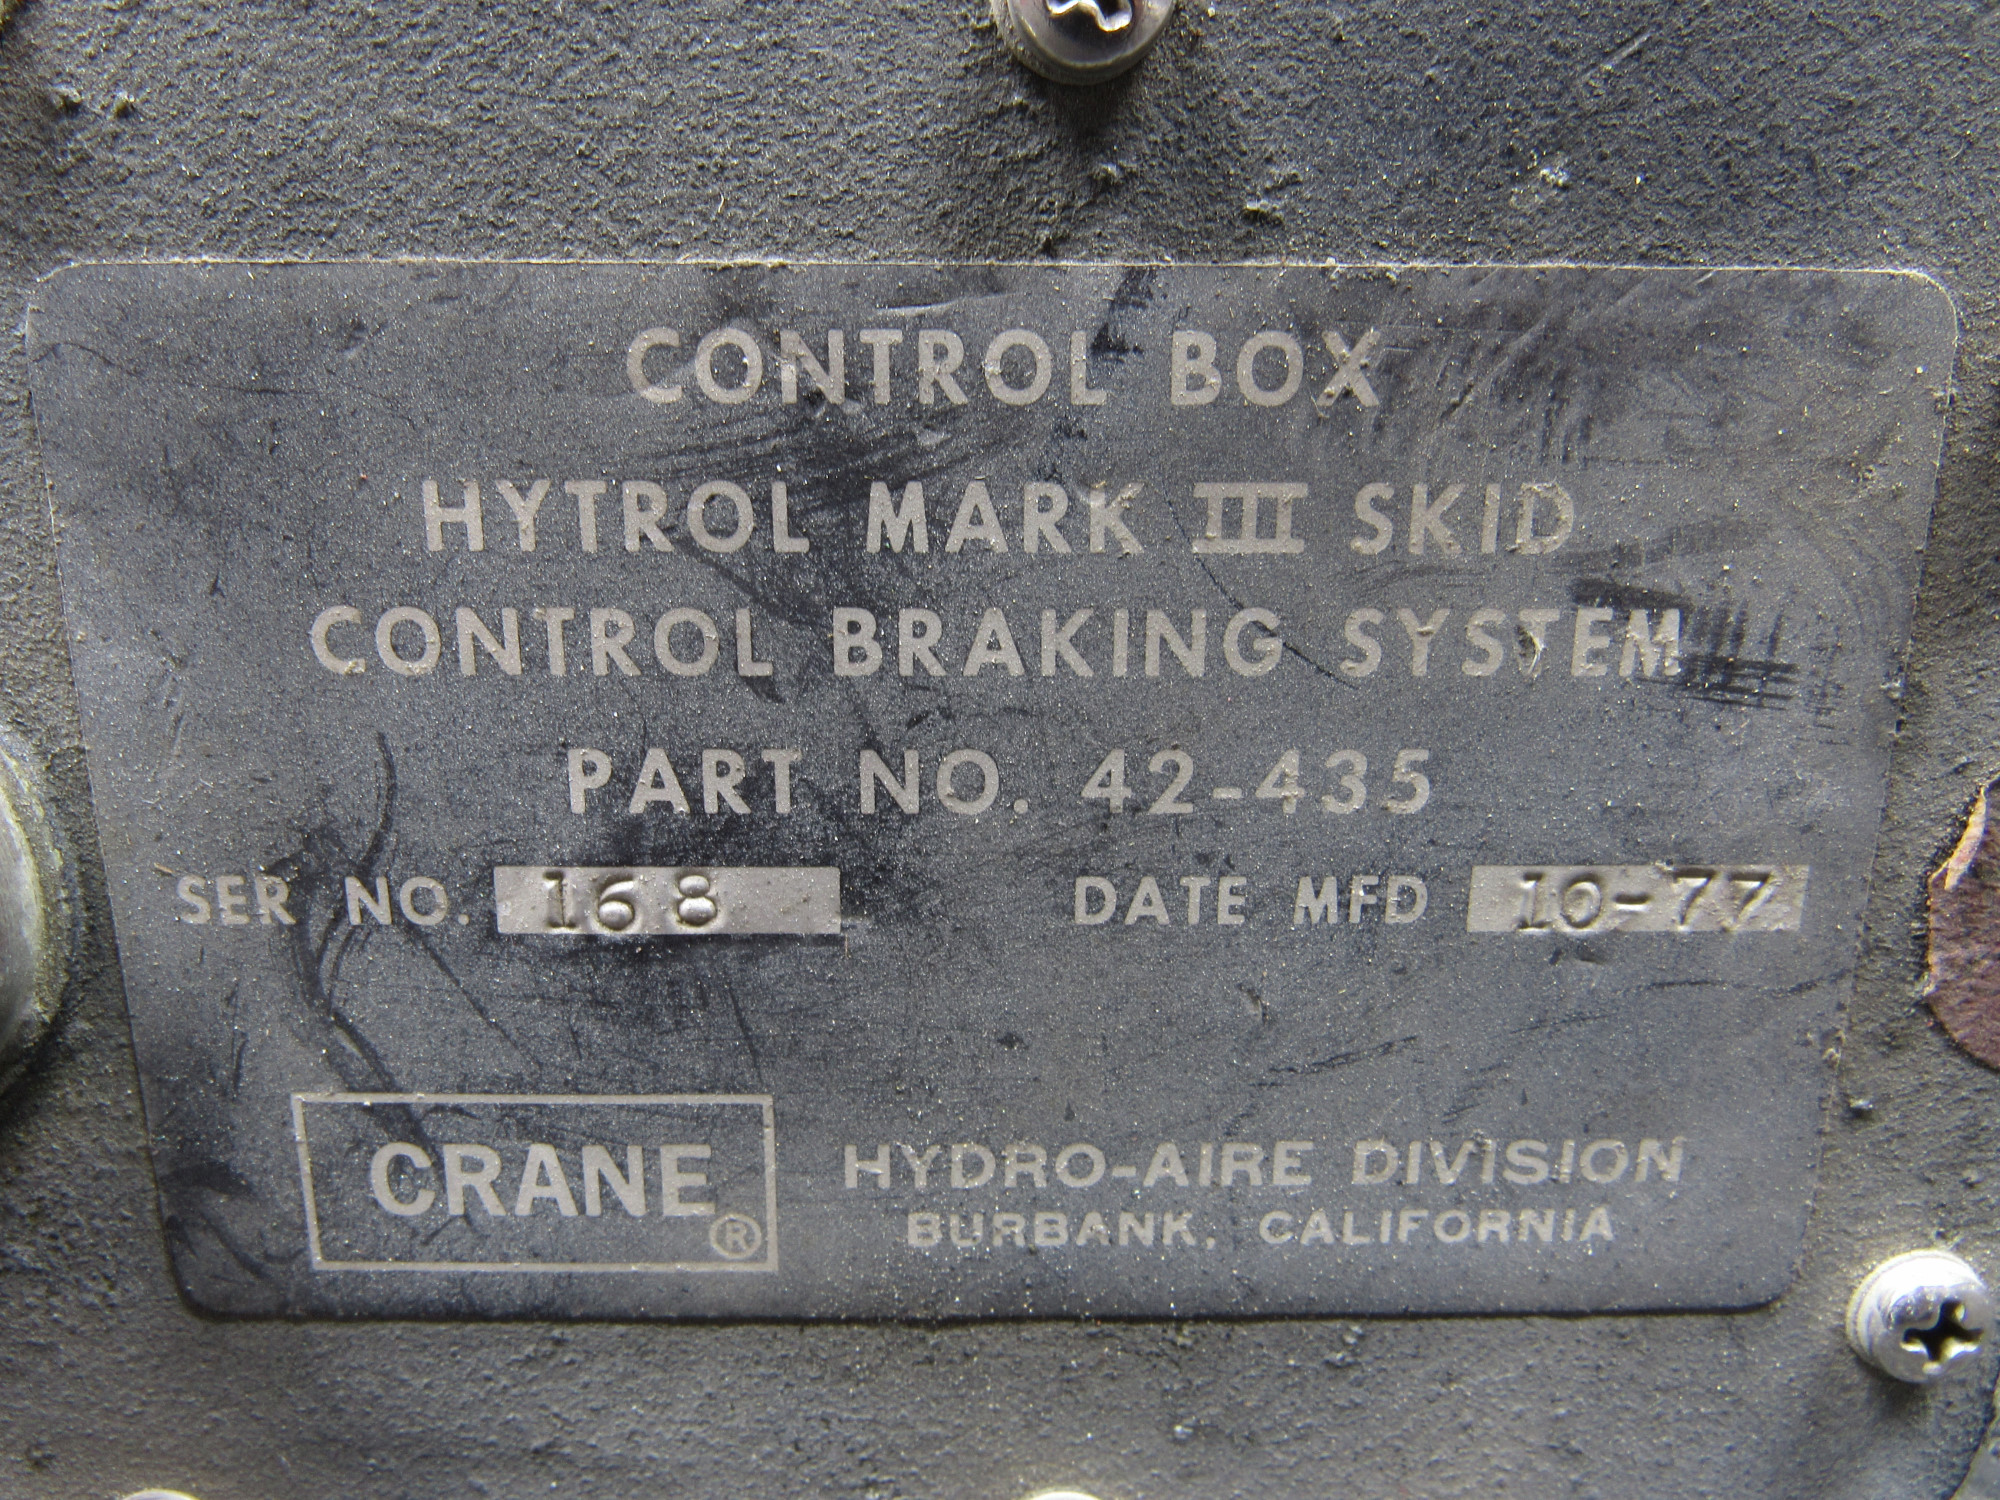 CONTROL BOX
HYTROL MARK III SKID
CONTROL BRAKING SYSTEM
PART NO. 42-435
SER NO. 168 DATE MFD 10-77
CRANE ®
HYDRO-AIRE DIVISION
BURBANK, CALIFORNIA